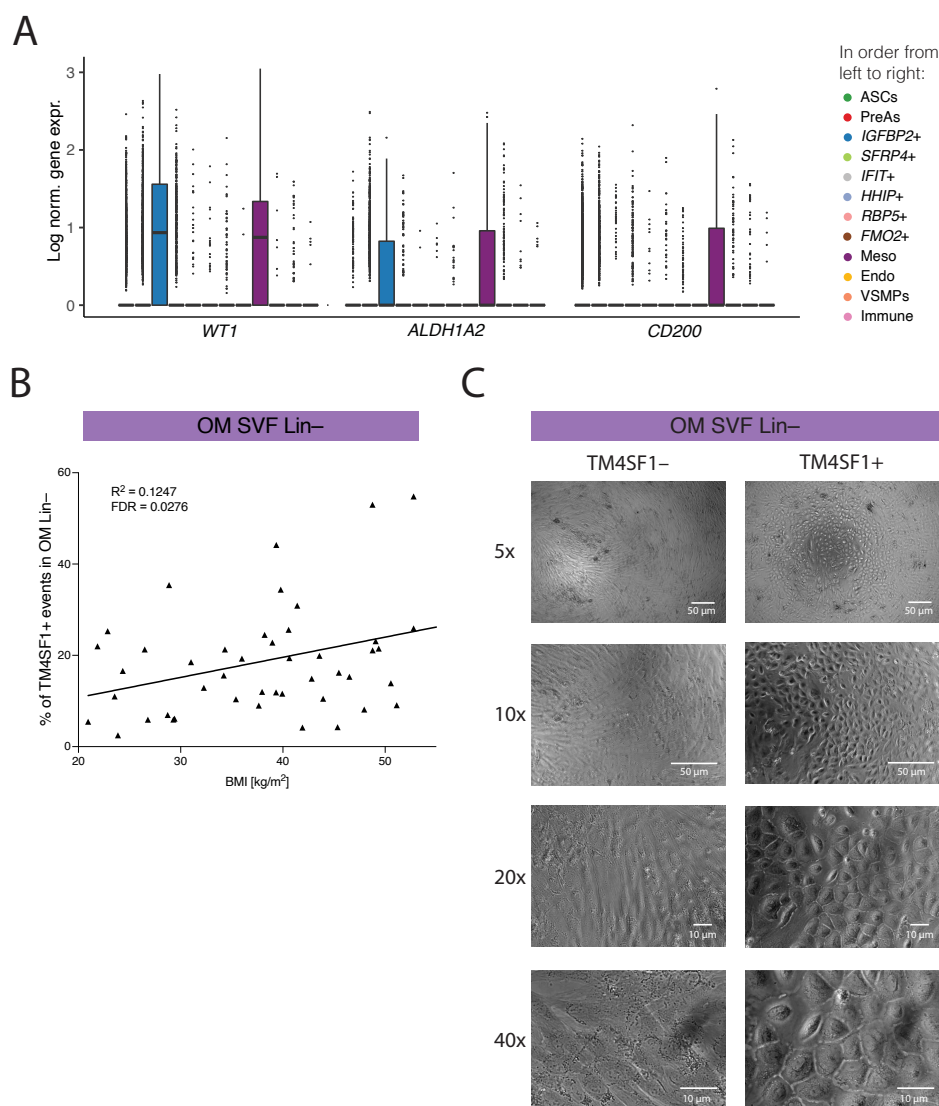 A
Log norm. gene expr.
3
2
1
0
WT1
ALDH1A2
CD200
In order from
left to right:
ASCs
PreAs
IGFBP2+
SFRP4+
IFIT+
HHIP+
RBP5+
FMO2+
Meso
Endo
VSMPs
Immune
B
OM SVF Lin–
R² = 0.1247
FDR = 0.0276
% of TM4SF1+ events in OM Lin–
60
40
20
0
20
30
40
50
BMI [kg/m²]
C
OM SVF Lin–
TM4SF1–
TM4SF1+
5x
50 µm
50 µm
10x
50 µm
50 µm
20x
10 µm
10 µm
40x
10 µm
10 µm